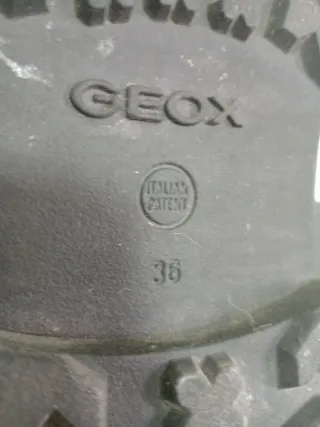 GEOX
ITALIAN
PATENT
36